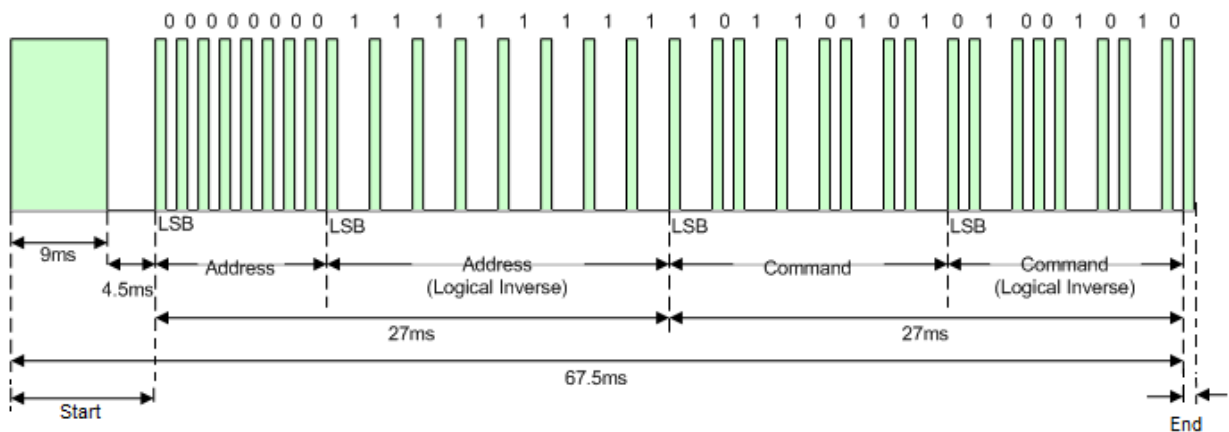 0 0 0 0 0 0 0 0 1 1 1 1 1 1 1 1 1 0 1 1 0 1 0 1 0 1 0 0 1 0 1 0
LSB LSB LSB LSB
9ms
4.5ms
Address
Address
(Logical Inverse)
Command
Command
(Logical Inverse)
27ms 27ms
67.5ms
Start
End